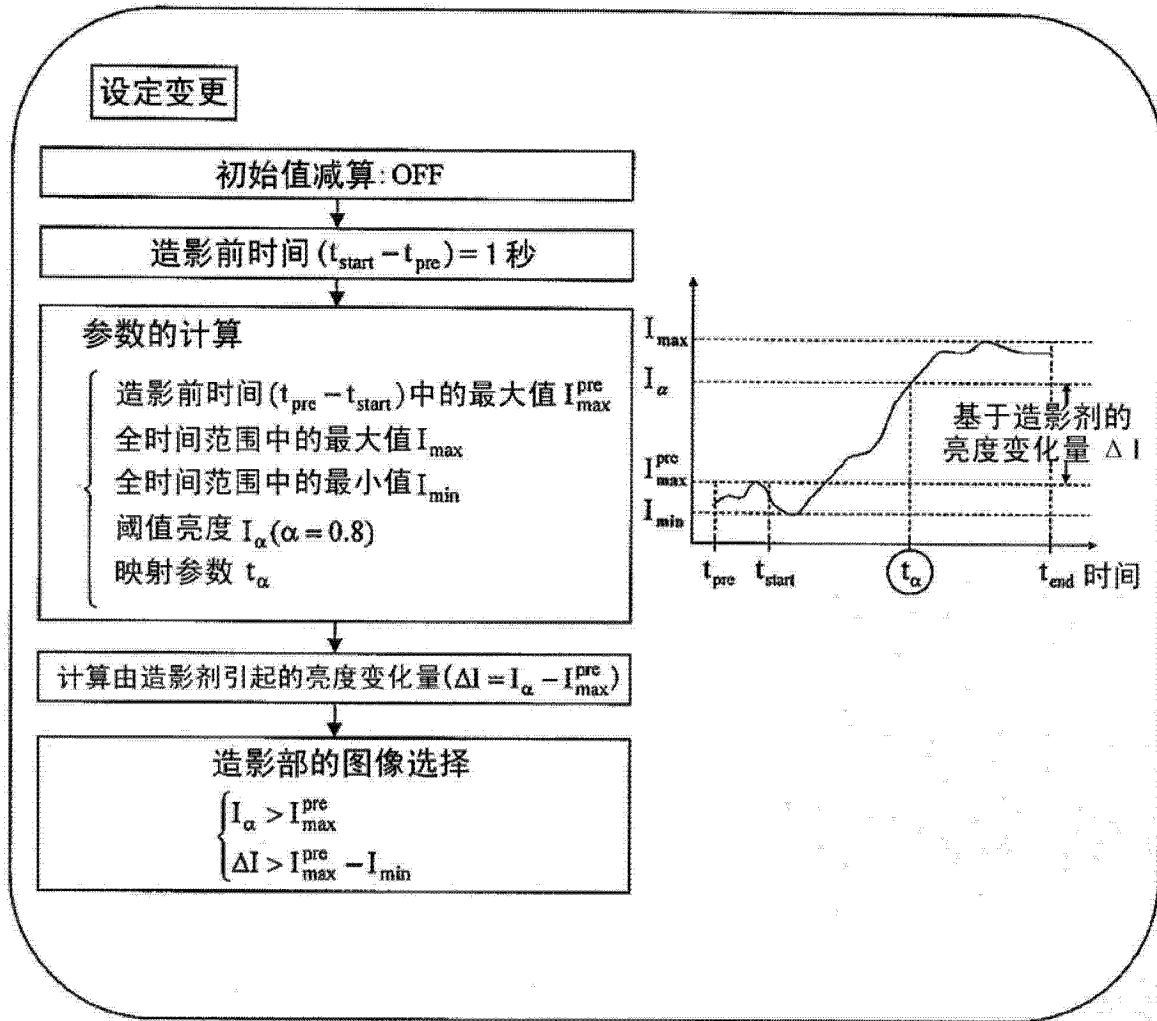 设定变更
初始值减算:OFF
造影前时间(t_start − t_pre) = 1秒
参数的计算
造影前时间(t_pre − t_start)中的最大值 I_max^pre
全时间范围中的最大值 I_max
全时间范围中的最小值 I_min
阈值亮度 I_α(α = 0.8)
映射参数 t_α
计算由造影剂引起的亮度变化量(ΔI = I_α − I_max^pre)
造影部的图像选择
I_α > I_max^pre
ΔI > I_max^pre − I_min
I_max
I_α
I_max^pre
I_min
基于造影剂的
亮度变化量 ΔI
t_pre t_start t_α t_end 时间